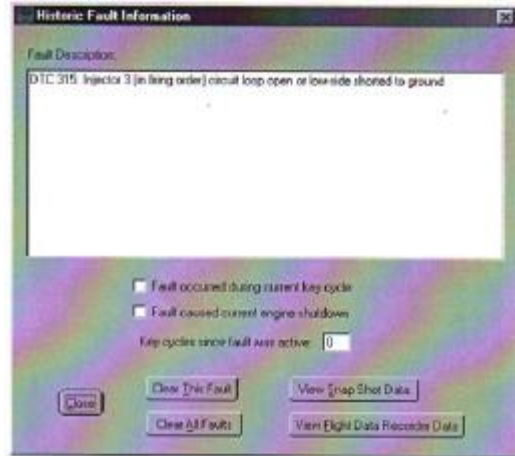 Historic Fault Information
Fault Description:
DTC 315: Injector 3 (in firing order) circuit loop open or low-side shorted to ground
Fault occurred during current key cycle
Fault caused current engine shutdown
Key cycles since fault was active: 0
Close
Clear This Fault
View Snap Shot Data
Clear All Faults
View Flight Data Recorder Data